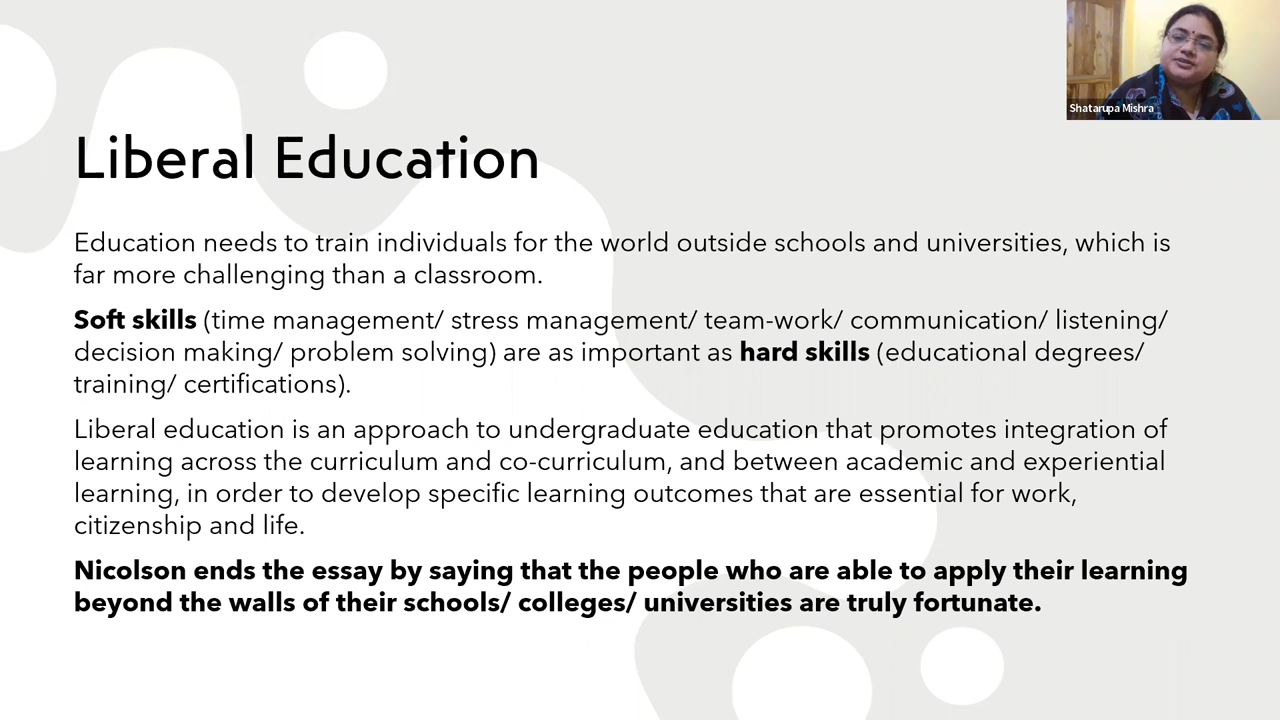 Shatarupa Mishra
Liberal Education
Education needs to train individuals for the world outside schools and universities, which is
far more challenging than a classroom.
Soft skills (time management/ stress management/ team-work/ communication/ listening/
decision making/ problem solving) are as important as hard skills (educational degrees/
training/ certifications).
Liberal education is an approach to undergraduate education that promotes integration of
learning across the curriculum and co-curriculum, and between academic and experiential
learning, in order to develop specific learning outcomes that are essential for work,
citizenship and life.
Nicolson ends the essay by saying that the people who are able to apply their learning
beyond the walls of their schools/ colleges/ universities are truly fortunate.